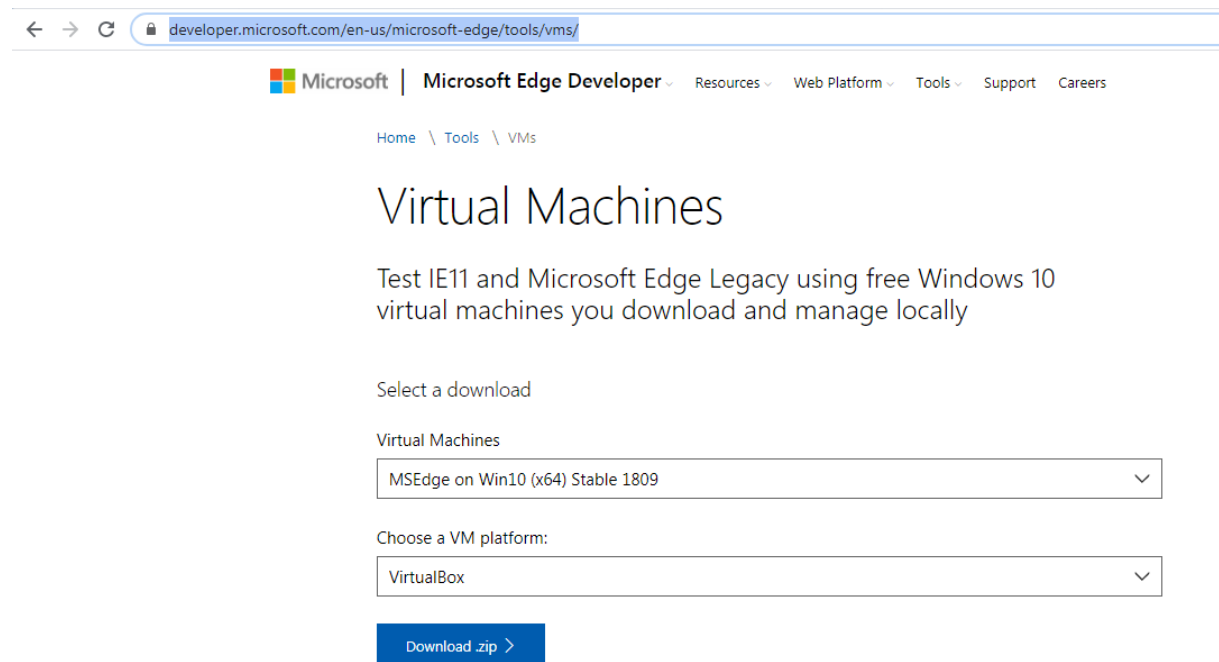 developer.microsoft.com/en-us/microsoft-edge/tools/vms/
Microsoft | Microsoft Edge Developer Resources Web Platform Tools Support Careers
Home \ Tools \ VMs
Virtual Machines
Test IE11 and Microsoft Edge Legacy using free Windows 10
virtual machines you download and manage locally
Select a download
Virtual Machines
MSEdge on Win10 (x64) Stable 1809
Choose a VM platform:
VirtualBox
Download .zip